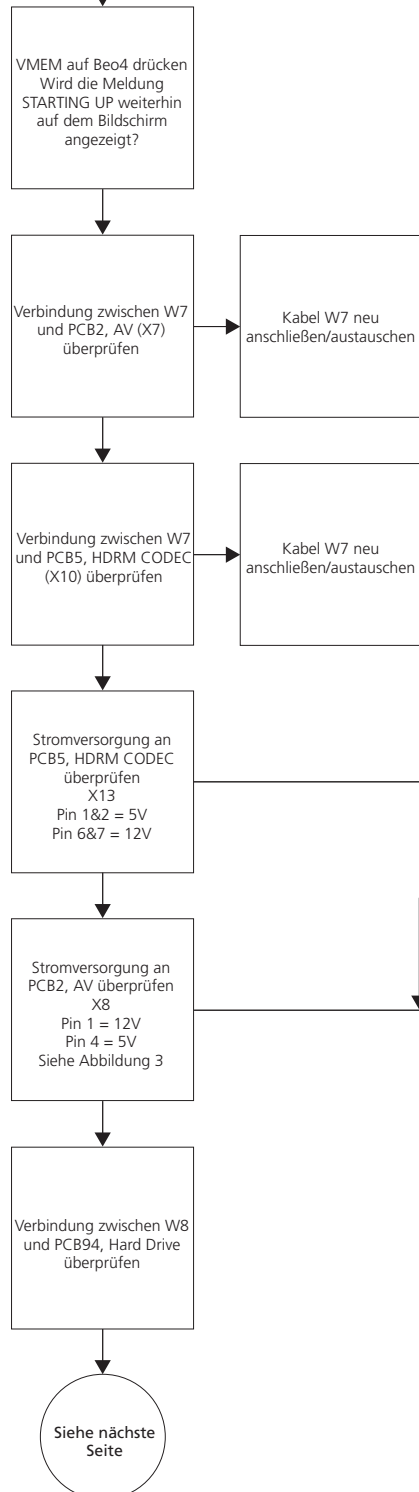 VMEM auf Beo4 drücken
Wird die Meldung
STARTING UP weiterhin
auf dem Bildschirm
angezeigt?
Verbindung zwischen W7
und PCB2, AV (X7)
überprüfen
Kabel W7 neu
anschließen/austauschen
Verbindung zwischen W7
und PCB5, HDRM CODEC
(X10) überprüfen
Kabel W7 neu
anschließen/austauschen
Stromversorgung an
PCB5, HDRM CODEC
überprüfen
X13
Pin 1&2 = 5V
Pin 6&7 = 12V
Stromversorgung an
PCB2, AV überprüfen
X8
Pin 1 = 12V
Pin 4 = 5V
Siehe Abbildung 3
Verbindung zwischen W8
und PCB94, Hard Drive
überprüfen
Siehe nächste
Seite